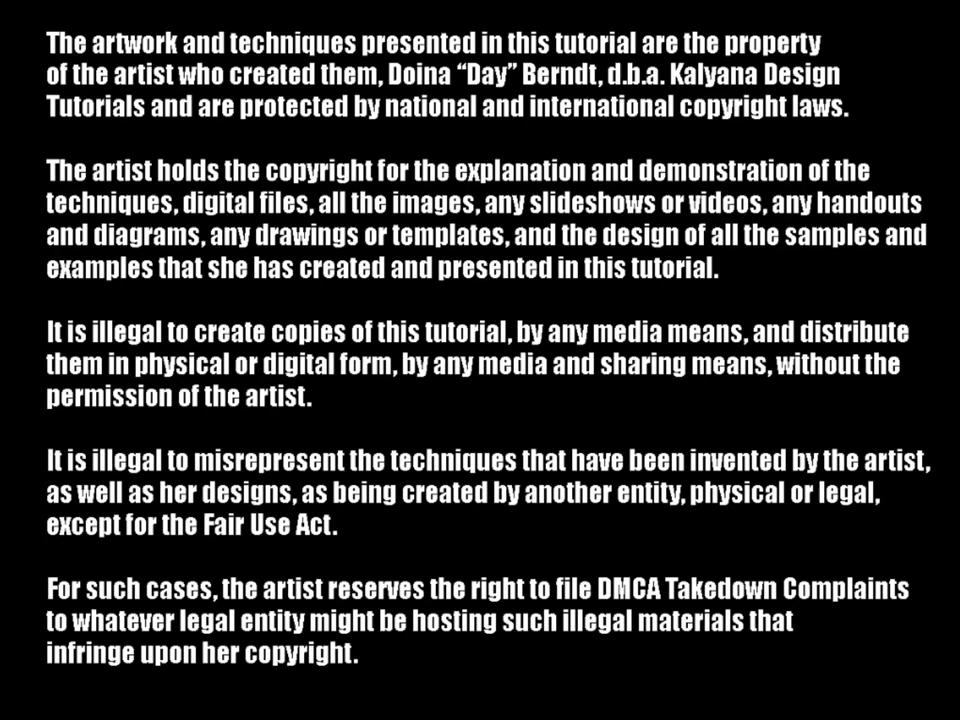 The artwork and techniques presented in this tutorial are the property
of the artist who created them, Doina “Day” Berndt, d.b.a. Kalyana Design
Tutorials and are protected by national and international copyright laws.
The artist holds the copyright for the explanation and demonstration of the
techniques, digital files, all the images, any slideshows or videos, any handouts
and diagrams, any drawings or templates, and the design of all the samples and
examples that she has created and presented in this tutorial.
It is illegal to create copies of this tutorial, by any media means, and distribute
them in physical or digital form, by any media and sharing means, without the
permission of the artist.
It is illegal to misrepresent the techniques that have been invented by the artist,
as well as her designs, as being created by another entity, physical or legal,
except for the Fair Use Act.
For such cases, the artist reserves the right to file DMCA Takedown Complaints
to whatever legal entity might be hosting such illegal materials that
infringe upon her copyright.